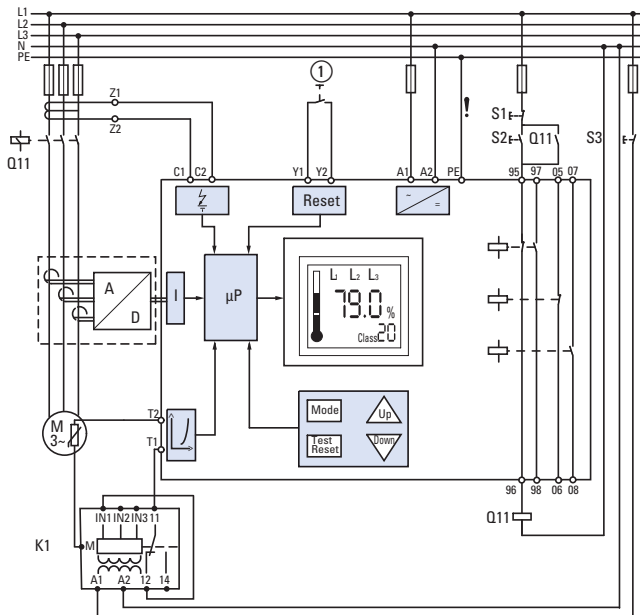 L1
L2
L3
N
PE
1
Z1
Z2
!
S1
S2
Q11
S3
Q11
C1 C2
Y1 Y2
A1 A2 PE
95 97 05 07
Reset
~
=
A
D
I
µP
L1 L2 L3
79.0 %
Class 20
M
3~
T2
T1
Mode
Up
Test
Reset
Down
96 98 06 08
Q11
IN1 IN2 IN3 11
K1
M
A1 A2 12 14